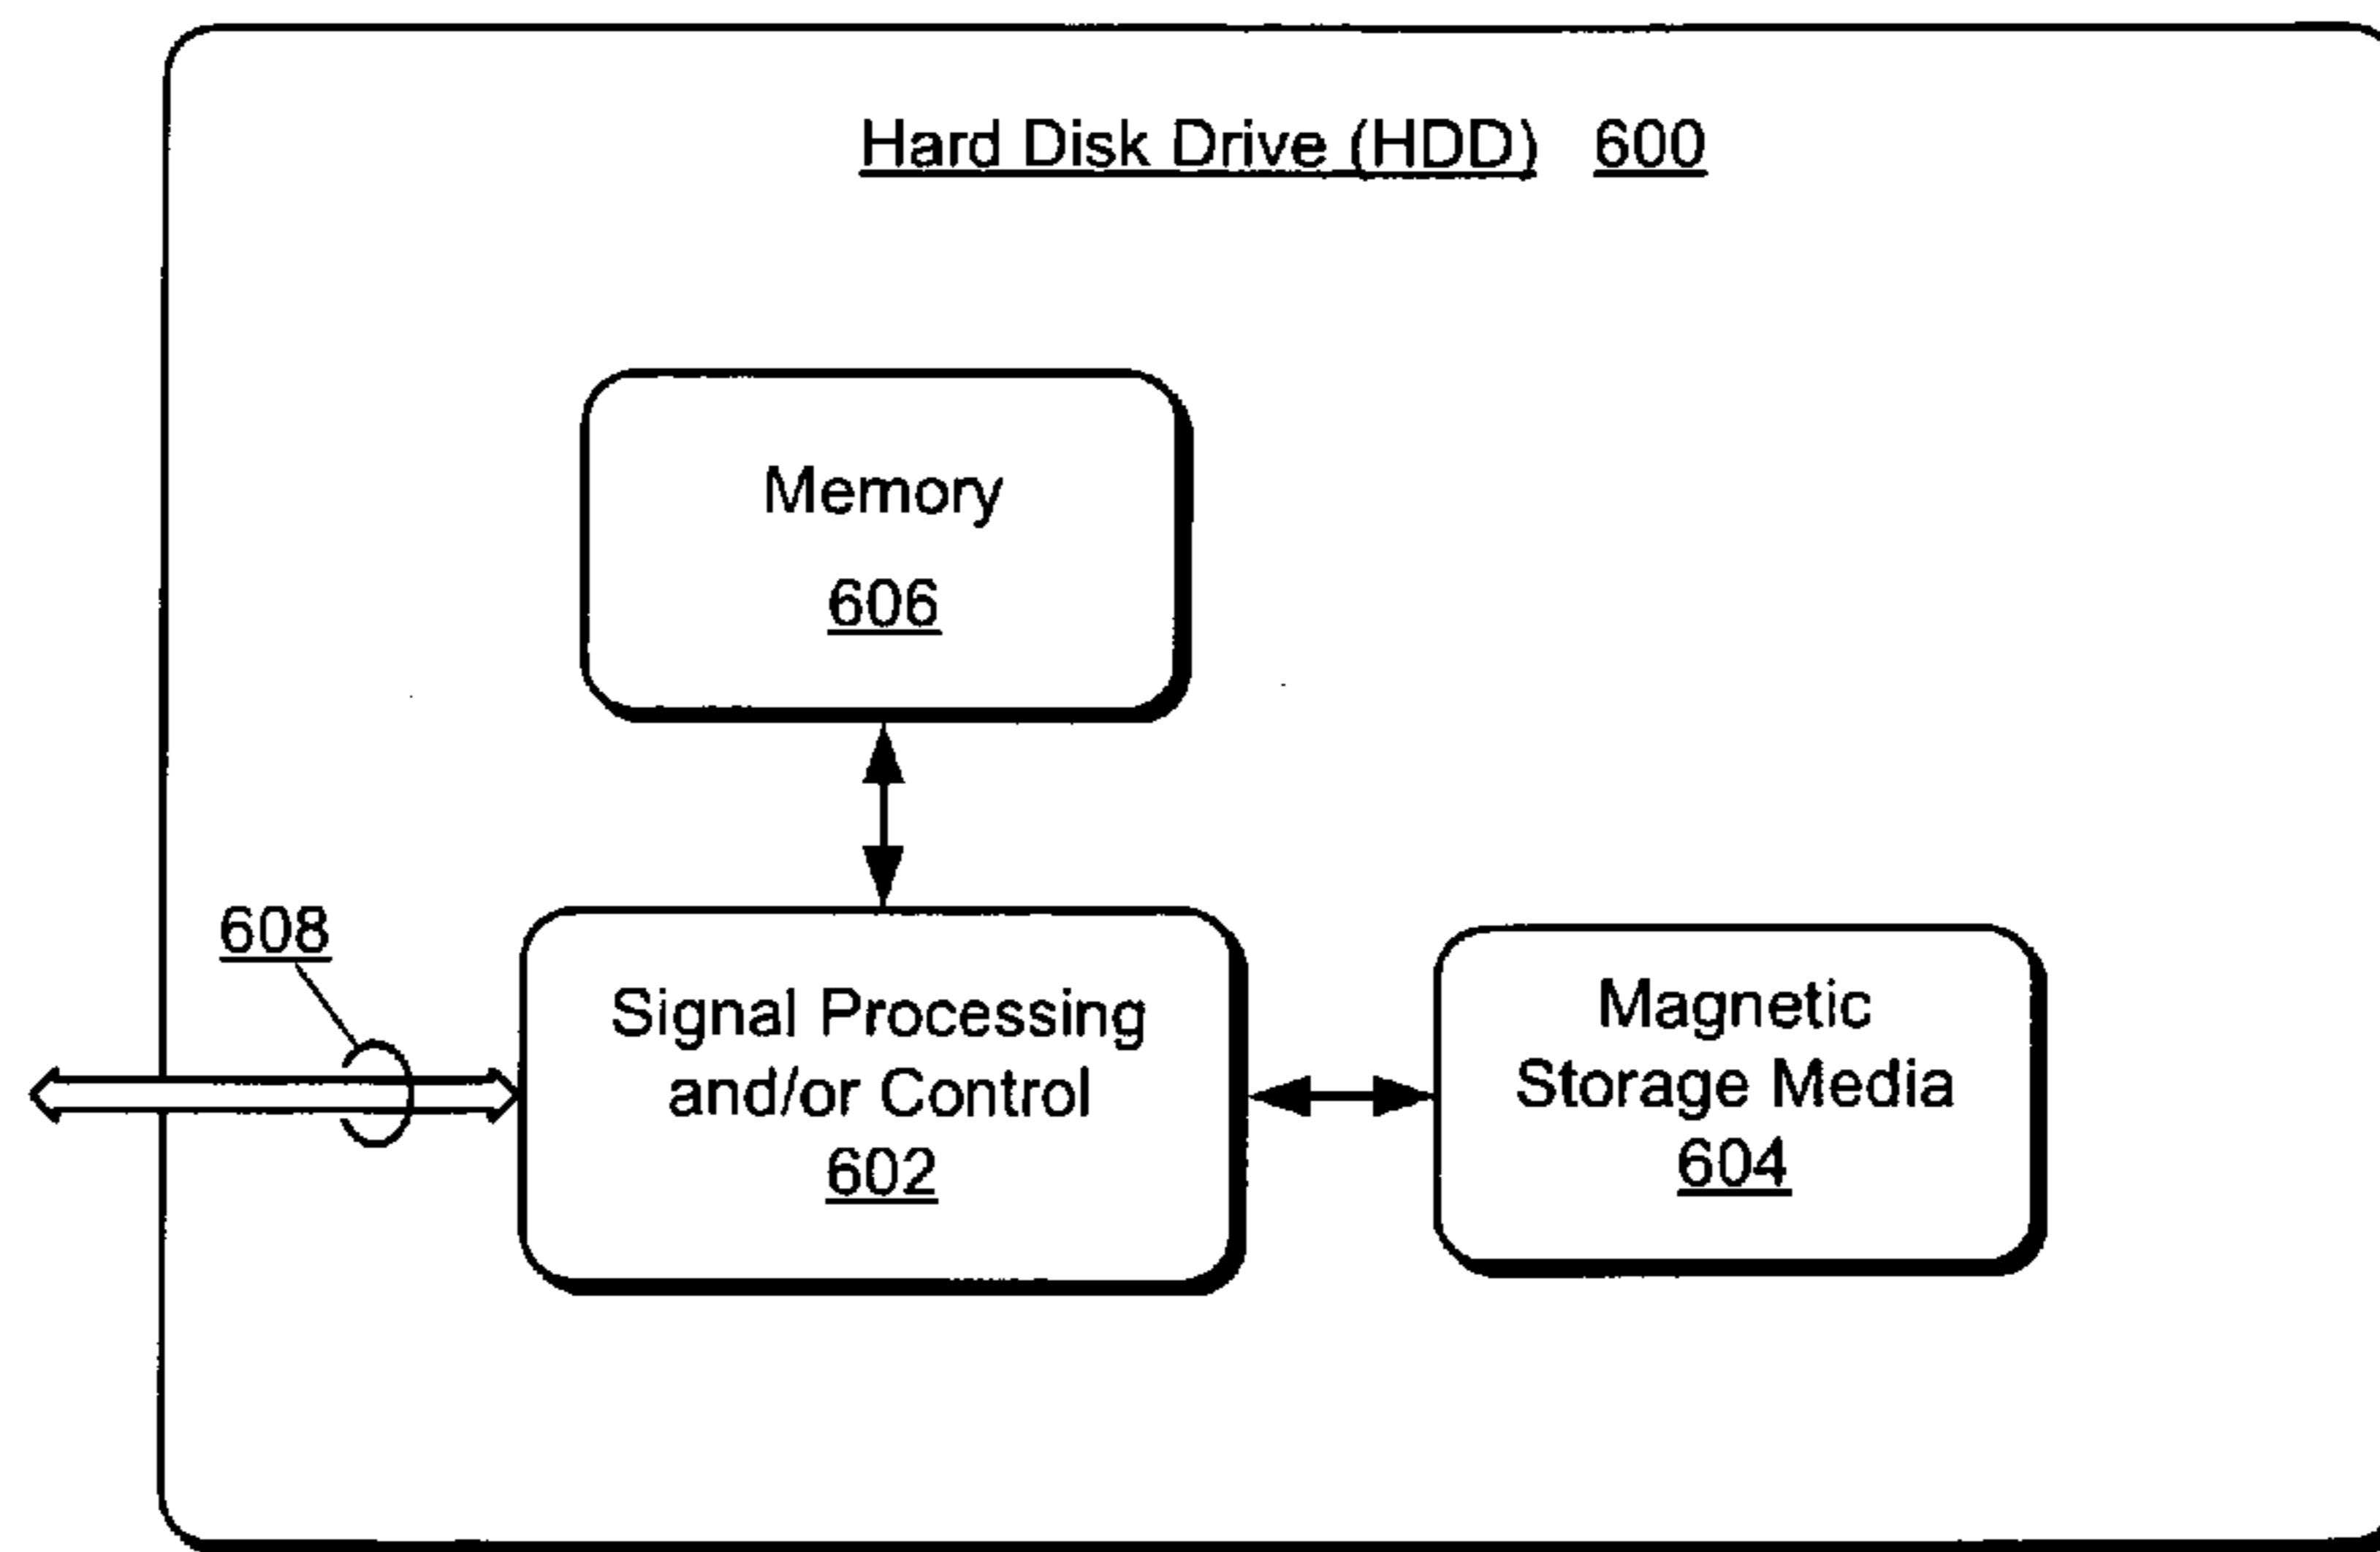 Hard Disk Drive (HDD) 600
Memory
606
608
Signal Processing
and/or Control
602
Magnetic
Storage Media
604